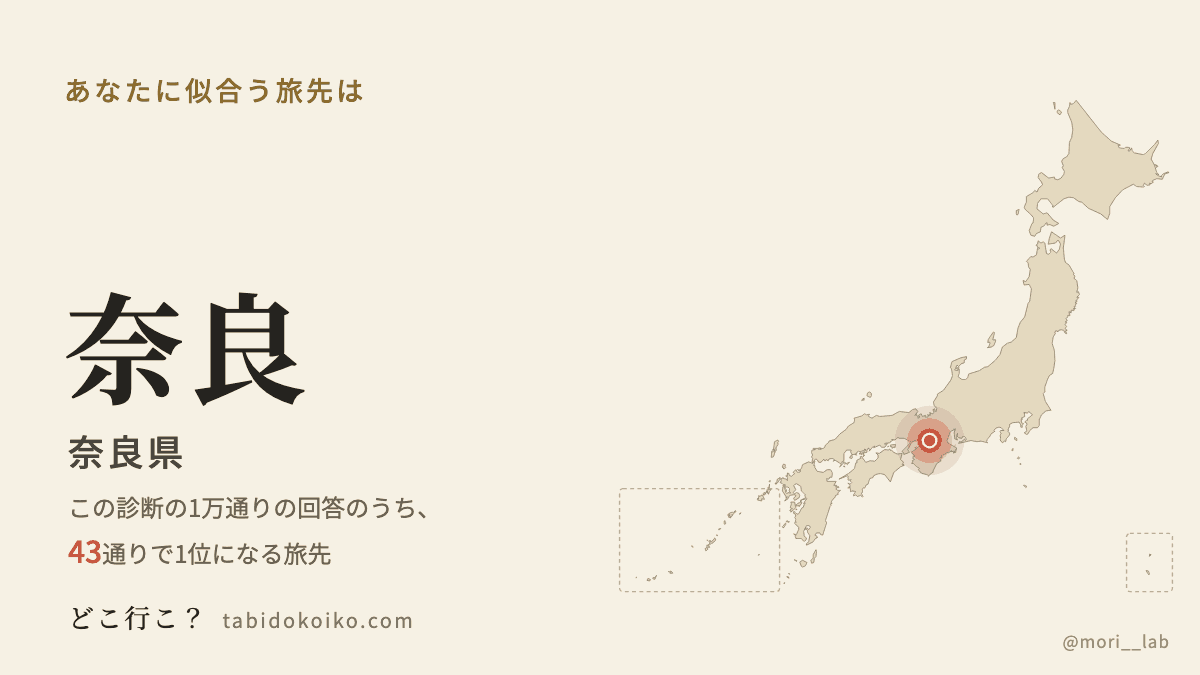 あなたに似合う旅先は
奈良
奈良県
この診断の1万通りの回答のうち、
43通りで1位になる旅先
どこ行こ？ tabidokoiko.com
@mori__lab